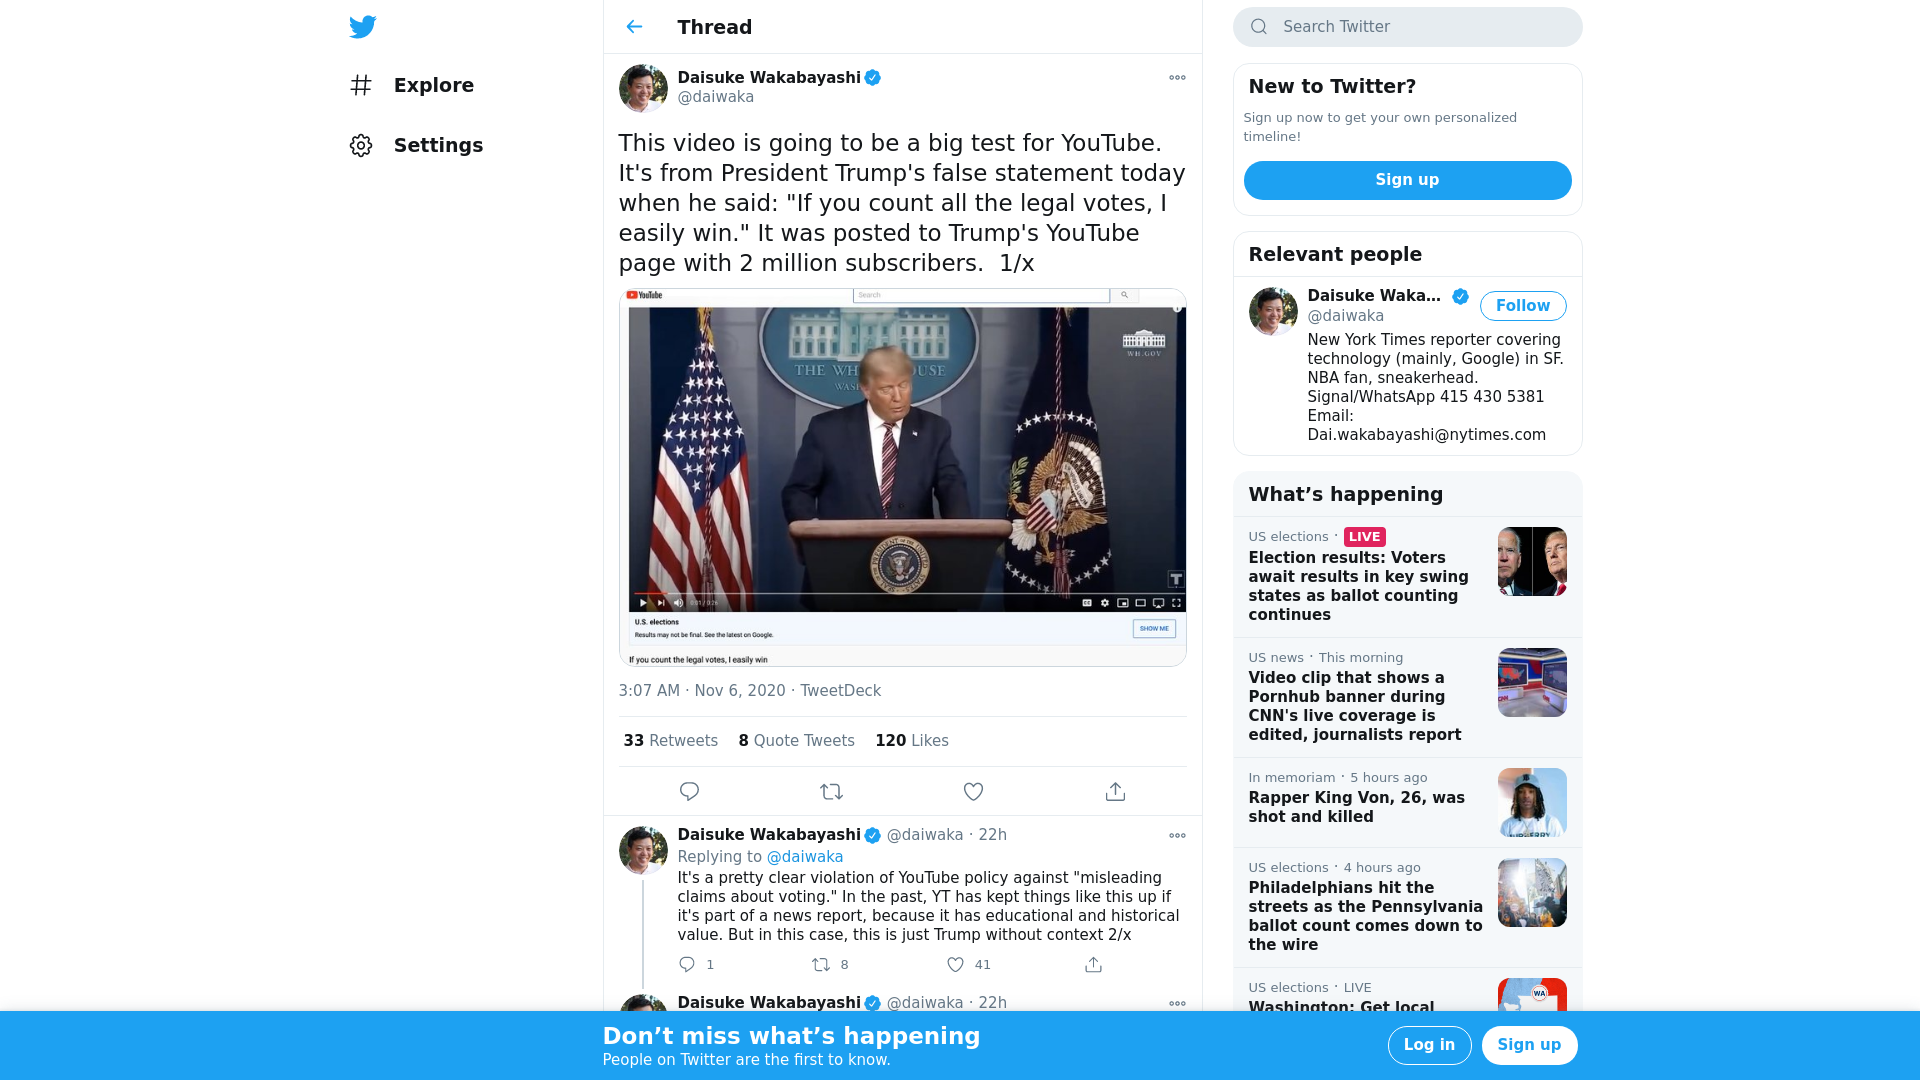 Thread
Search Twitter
Explore
Settings
Daisuke Wakabayashi
@daiwaka
This video is going to be a big test for YouTube.
It's from President Trump's false statement today
when he said: "If you count all the legal votes, I
easily win." It was posted to Trump's YouTube
page with 2 million subscribers.  1/x
YouTube
Search
THE WH
OUSE
WAS
WH.GOV
0:01 / 0:26
U.S. elections
Results may not be final. See the latest on Google.
SHOW ME
If you count the legal votes, I easily win
3:07 AM · Nov 6, 2020 · TweetDeck
33 Retweets 8 Quote Tweets 120 Likes
Daisuke Wakabayashi @daiwaka · 22h
Replying to @daiwaka
It's a pretty clear violation of YouTube policy against "misleading
claims about voting." In the past, YT has kept things like this up if
it's part of a news report, because it has educational and historical
value. But in this case, this is just Trump without context 2/x
1 8 41
Daisuke Wakabayashi @daiwaka · 22h
New to Twitter?
Sign up now to get your own personalized
timeline!
Sign up
Relevant people
Daisuke Waka...
@daiwaka
Follow
New York Times reporter covering
technology (mainly, Google) in SF.
NBA fan, sneakerhead.
Signal/WhatsApp 415 430 5381
Email:
Dai.wakabayashi@nytimes.com
What’s happening
US elections · LIVE
Election results: Voters
await results in key swing
states as ballot counting
continues
US news · This morning
Video clip that shows a
Pornhub banner during
CNN's live coverage is
edited, journalists report
In memoriam · 5 hours ago
Rapper King Von, 26, was
shot and killed
US elections · 4 hours ago
Philadelphians hit the
streets as the Pennsylvania
ballot count comes down to
the wire
US elections · LIVE
Washington: Get local
WA
Don’t miss what’s happening
People on Twitter are the first to know.
Log in
Sign up